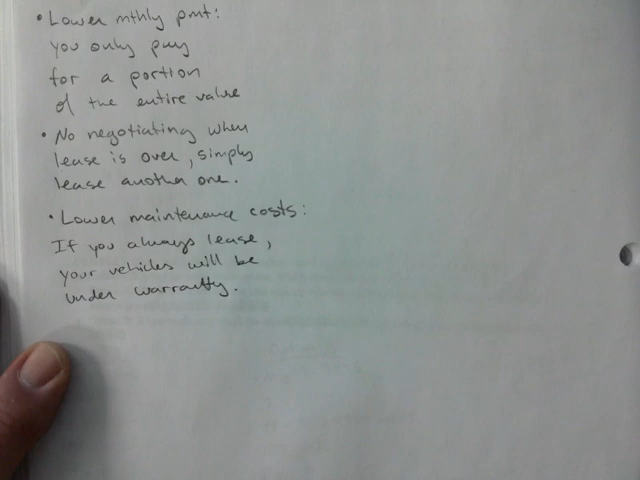 • Lower mthly pmt:
you only pay
for a portion
of the entire value
• No negotiating when
lease is over, simply
lease another one.
• Lower maintenance costs:
If you always lease,
your vehicles will be
under warrantty.